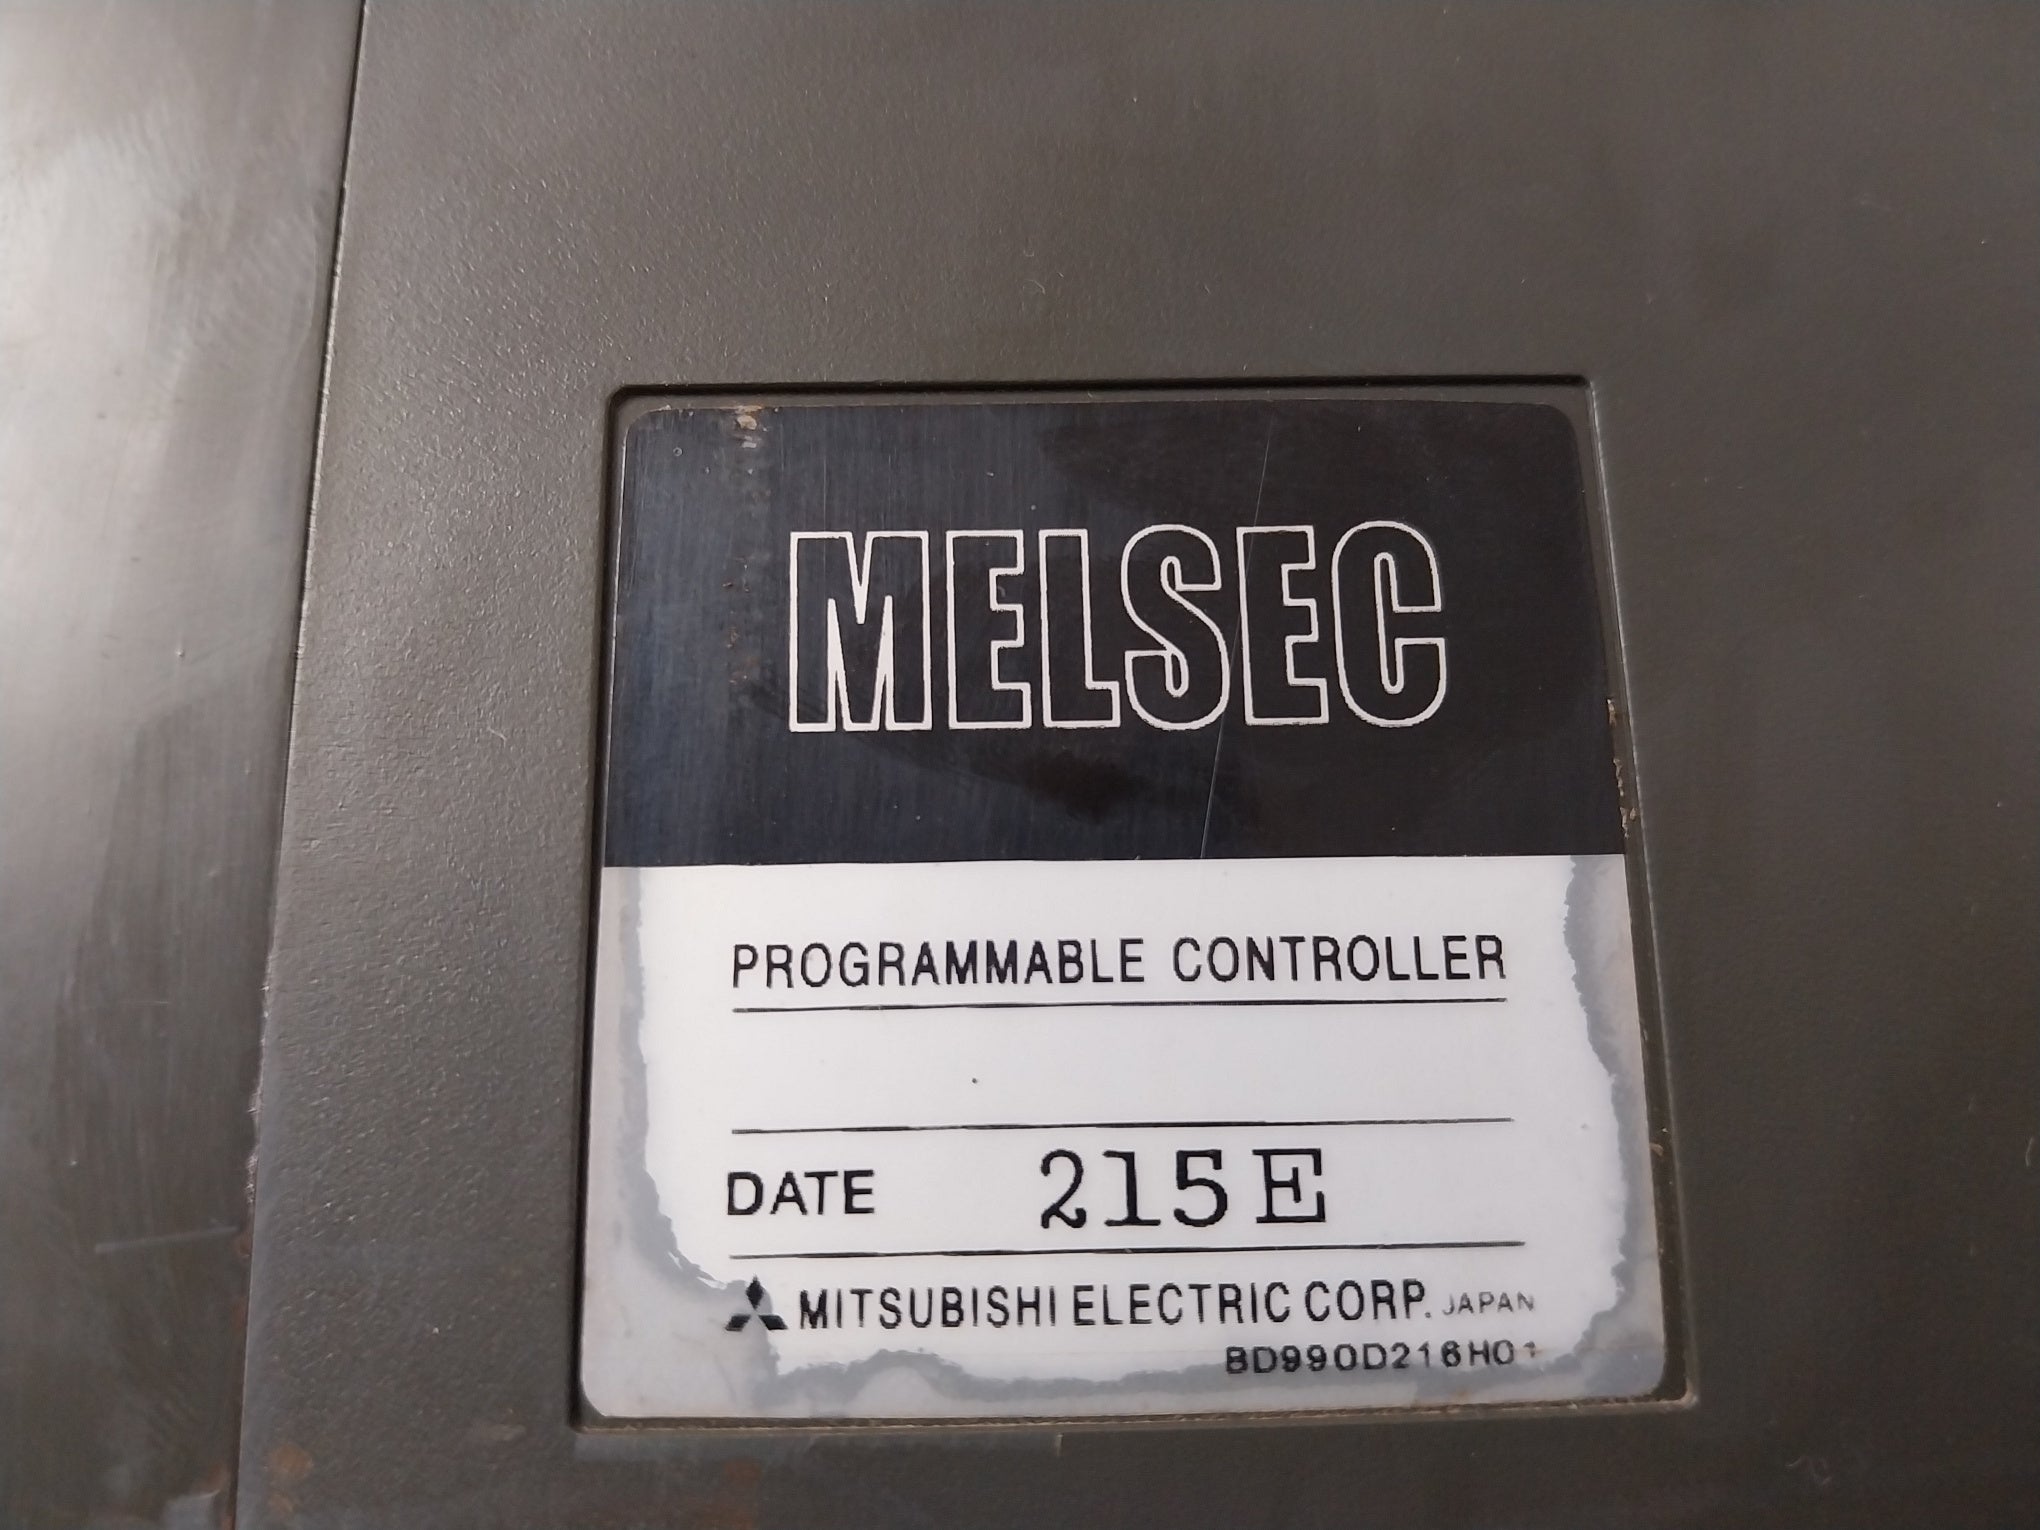 MELSEC
PROGRAMMABLE CONTROLLER
DATE 215E
MITSUBISHI ELECTRIC CORP. JAPAN
BD990D216H01